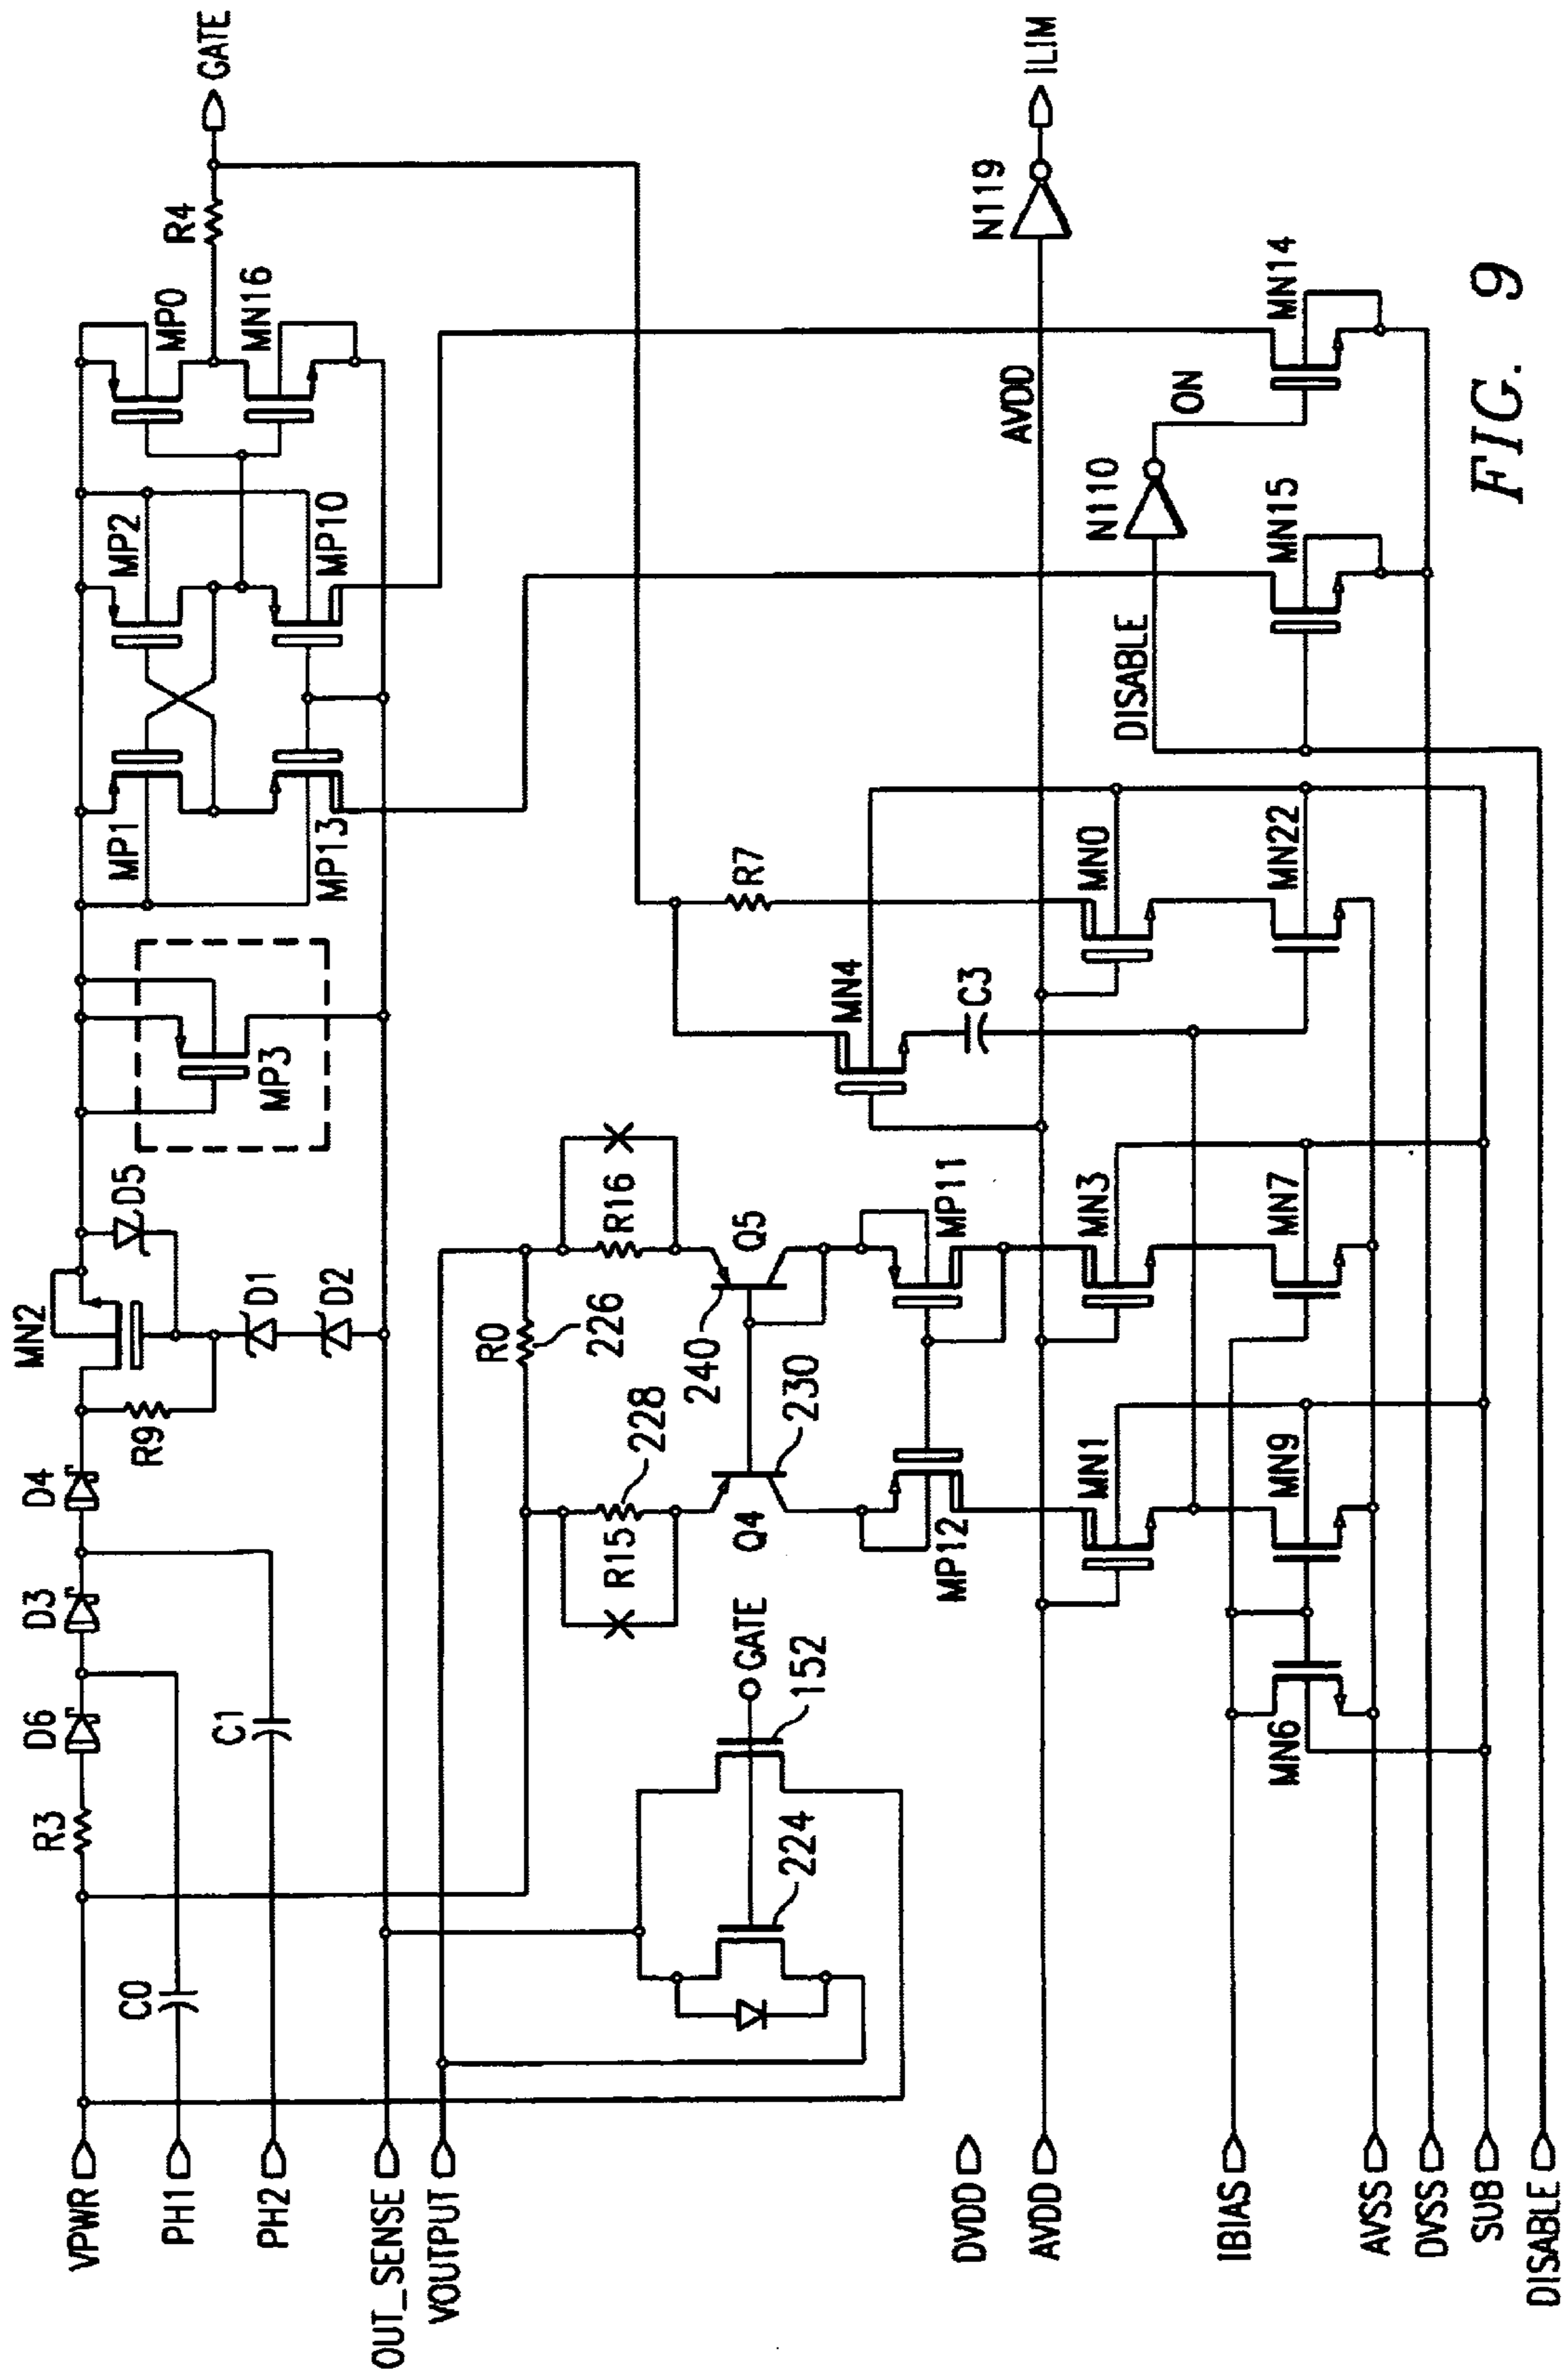 VPWR
PH1
PH2
OUT_SENSE
VOUTPUT
DVDD
AVDD
IBIAS
AVSS
DVSS
SUB
DISABLE
R3
D6
D3
D4
C0
C1
R9
MN2
D5
D1
D2
MP3
MP1
MP2
MP13
MP10
MP0
MN16
R4
GATE
R0
226
R15
228
R16
Q4
230
Q5
240
GATE
152
224
MP12
MP11
MN4
C3
R7
MN1
MN3
MN0
MN6
MN9
MN7
MN22
AVDD
N119
ILIM
DISABLE
N110
ON
MN15
MN14
FIG. 9